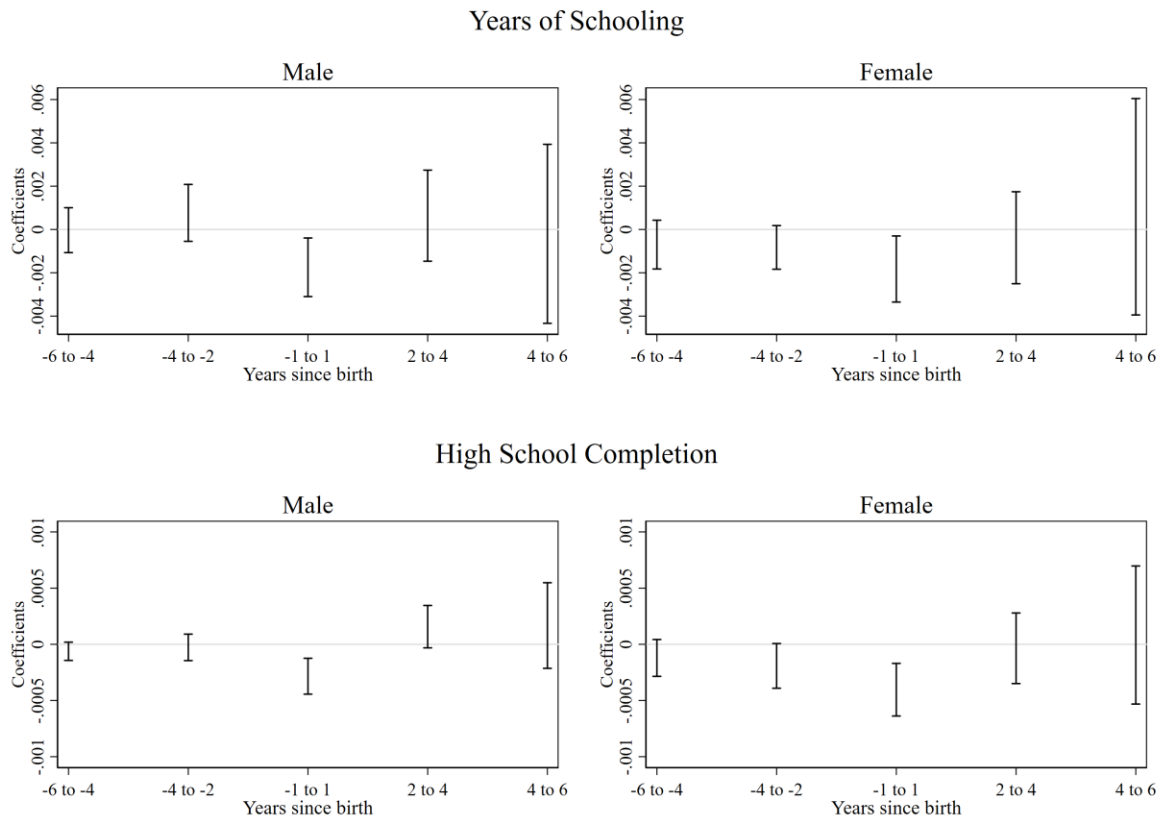 Years of Schooling
Male
Female
Coefficients
.006
.004
.002
0
-.002
-.004
-6 to -4
-4 to -2
-1 to 1
2 to 4
4 to 6
Years since birth
Coefficients
.006
.004
.002
0
-.002
-.004
-6 to -4
-4 to -2
-1 to 1
2 to 4
4 to 6
Years since birth
High School Completion
Male
Female
Coefficients
.001
.0005
0
-.0005
-.001
-6 to -4
-4 to -2
-1 to 1
2 to 4
4 to 6
Years since birth
Coefficients
.001
.0005
0
-.0005
-.001
-6 to -4
-4 to -2
-1 to 1
2 to 4
4 to 6
Years since birth